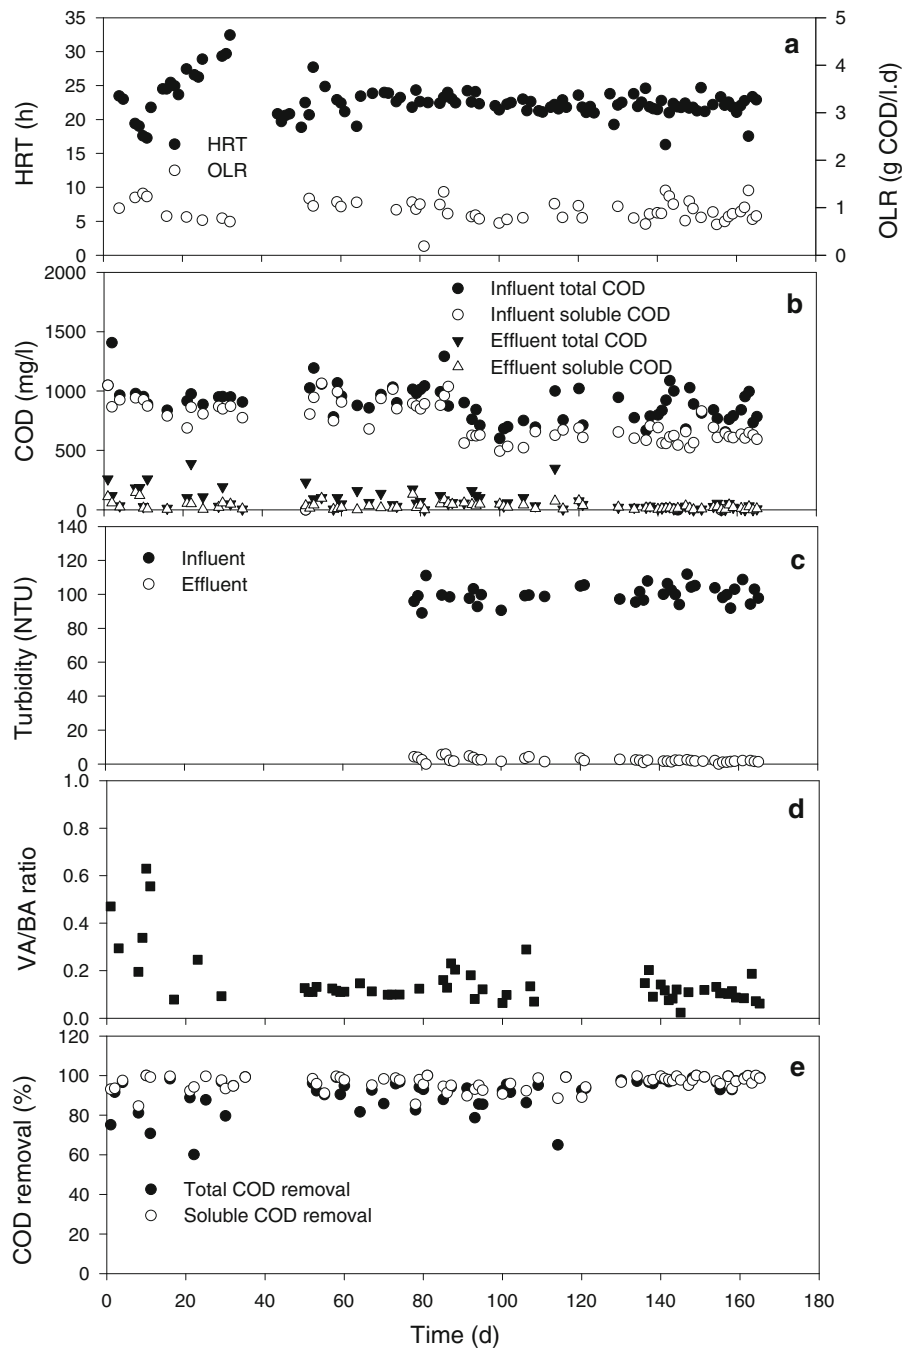 35
30
25
20
15
10
5
0
HRT (h)
5
4
3
2
1
0
OLR (g COD/l.d)
a
HRT
OLR
2000
1500
1000
500
0
COD (mg/l)
b
Influent total COD
Influent soluble COD
Effluent total COD
Effluent soluble COD
140
120
100
80
60
40
20
0
Turbidity (NTU)
c
Influent
Effluent
1.0
0.8
0.6
0.4
0.2
0.0
VA/BA ratio
d
120
100
80
60
40
20
0
COD removal (%)
e
Total COD removal
Soluble COD removal
0 20 40 60 80 100 120 140 160 180
Time (d)